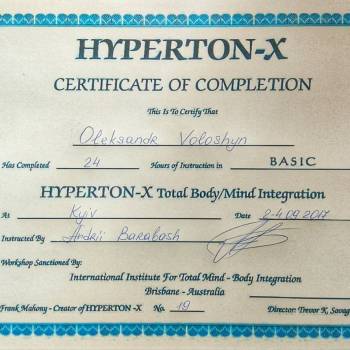 HYPERTON-X
CERTIFICATE OF COMPLETION
This Is To Certify That
Oleksandr Voloshyn
Has Completed 24 Hours of Instruction in BASIC
HYPERTON-X Total Body/Mind Integration
At Kyiv Date 2-4.09.2017
Instructed By Andrii Barabash
Workshop Sanctioned By:
International Institute For Total Mind - Body Integration
Brisbane - Australia
Frank Mahony - Creator of HYPERTON-X No. 19 Director: Trevor K. Savag